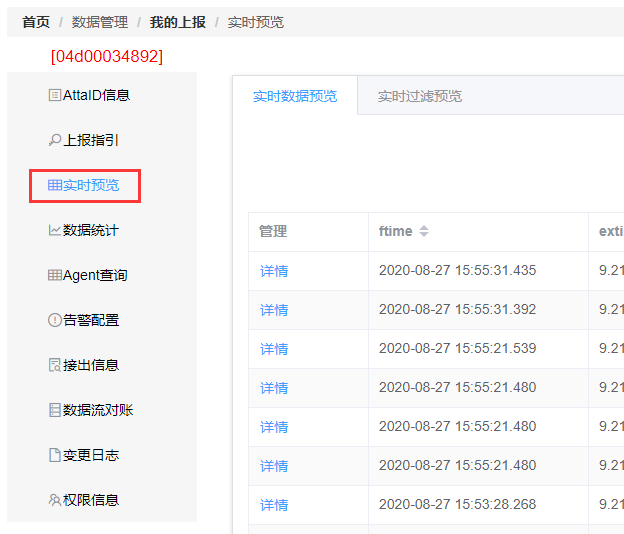 首页 / 数据管理 / 我的上报 / 实时预览
[04d00034892]
AttaID信息
上报指引
实时预览
数据统计
Agent查询
告警配置
接出信息
数据流对账
变更日志
权限信息
实时数据预览 实时过滤预览
管理 ftime exti
详情 2020-08-27 15:55:31.435 9.21
详情 2020-08-27 15:55:31.392 9.21
详情 2020-08-27 15:55:21.539 9.21
详情 2020-08-27 15:55:21.480 9.21
详情 2020-08-27 15:55:21.480 9.21
详情 2020-08-27 15:55:21.480 9.21
详情 2020-08-27 15:53:28.268 9.21